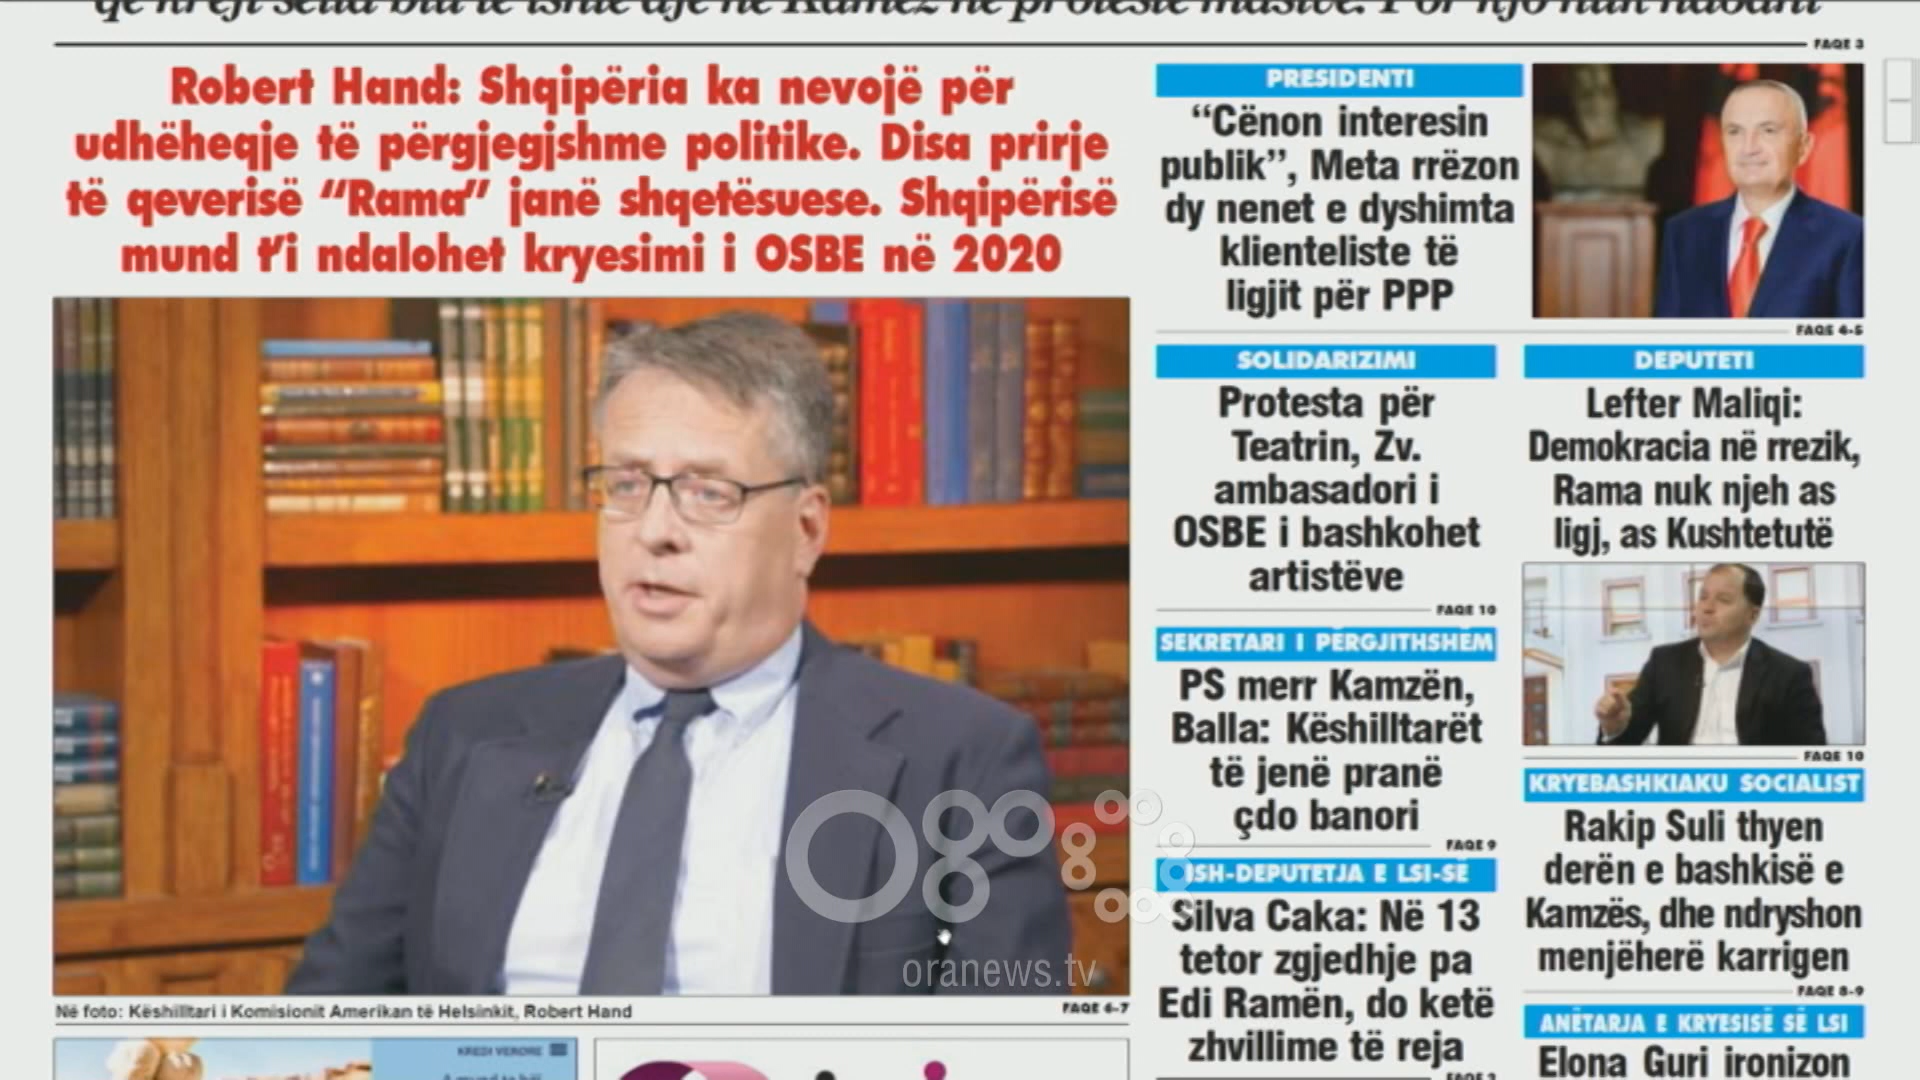 FAQE 3
Robert Hand: Shqipëria ka nevojë për
udhëheqje të përgjegjshme politike. Disa prirje
të qeverisë “Rama” janë shqetësuese. Shqipërisë
mund t’i ndalohet kryesimi i OSBE në 2020
Në foto: Këshilltari i Komisionit Amerikan të Helsinkit, Robert Hand
FAQE 6-7
KREDI VERORE
PRESIDENTI
“Cënon interesin
publik”, Meta rrëzon
dy nenet e dyshimta
klienteliste të
ligjit për PPP
FAQE 4-5
SOLIDARIZIMI
Protesta për
Teatrin, Zv.
ambasadori i
OSBE i bashkohet
artistëve
FAQE 10
SEKRETARI I PËRGJITHSHËM
PS merr Kamzën,
Balla: Këshilltarët
të jenë pranë
çdo banori
FAQE 9
ISH-DEPUTETJA E LSI-SË
Silva Caka: Në 13
tetor zgjedhje pa
Edi Ramën, do ketë
zhvillime të reja
DEPUTETI
Lefter Maliqi:
Demokracia në rrezik,
Rama nuk njeh as
ligj, as Kushtetutë
FAQE 10
KRYEBASHKIAKU SOCIALIST
Rakip Suli thyen
derën e bashkisë e
Kamzës, dhe ndryshon
menjëherë karrigen
FAQE 8-9
ANËTARJA E KRYESISË SË LSI
Elona Guri ironizon
oranews.tv